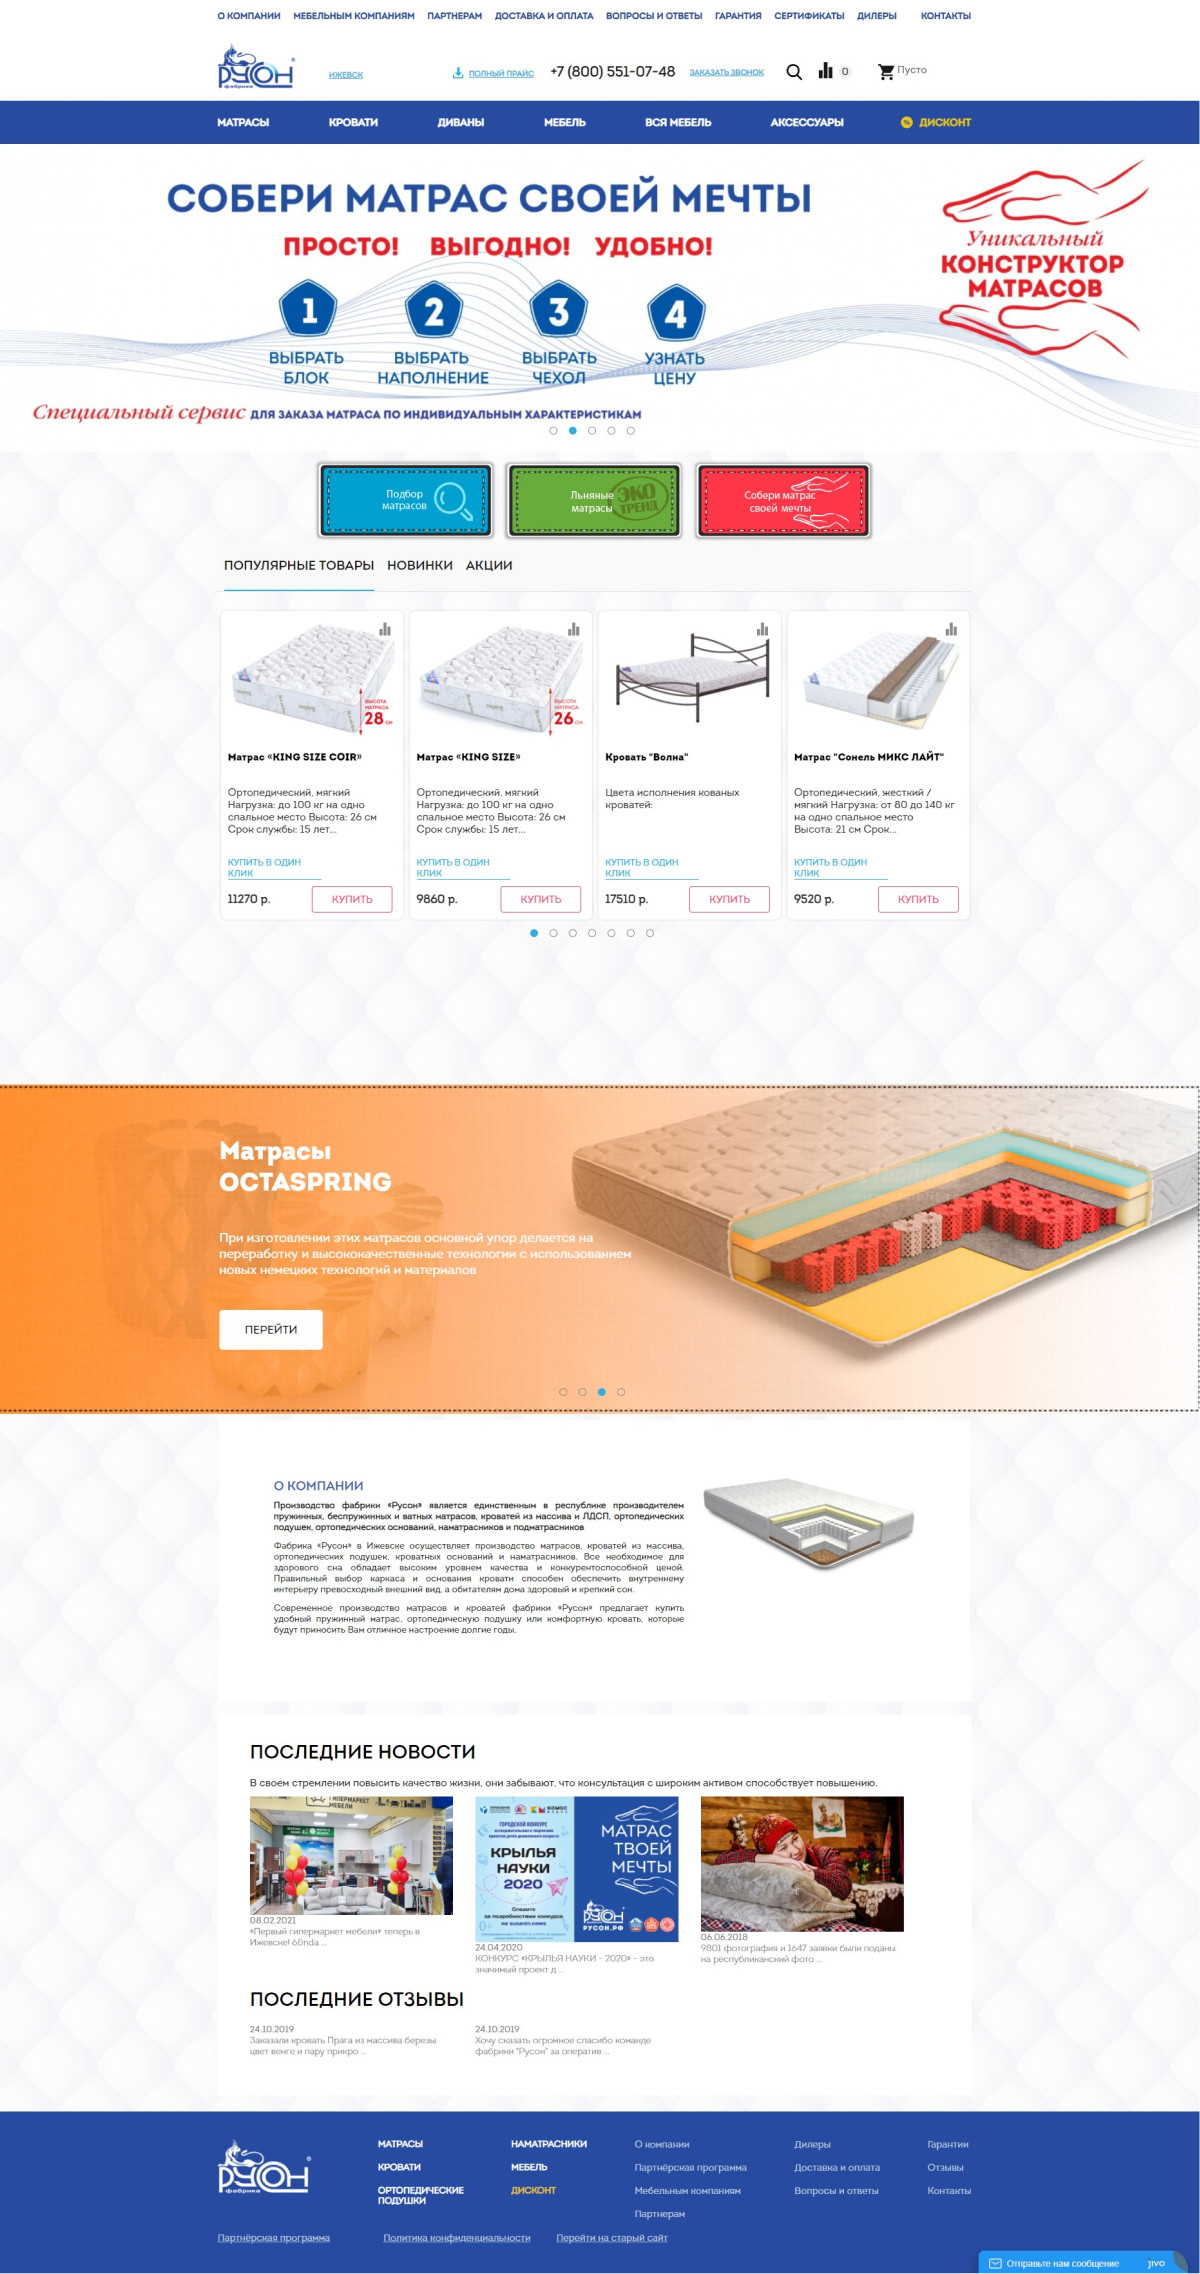 О КОМПАНИИ МЕБЕЛЬНЫМ КОМПАНИЯМ ПАРТНЕРАМ ДОСТАВКА И ОПЛАТА ВОПРОСЫ И ОТВЕТЫ ГАРАНТИЯ СЕРТИФИКАТЫ ДИЛЕРЫ КОНТАКТЫ
РУСОН
фабрика
ИЖЕВСК
ПОЛНЫЙ ПРАЙС
+7 (800) 551-07-48
ЗАКАЗАТЬ ЗВОНОК
0
Пусто
МАТРАСЫ КРОВАТИ ДИВАНЫ МЕБЕЛЬ ВСЯ МЕБЕЛЬ АКСЕССУАРЫ % ДИСКОНТ
СОБЕРИ МАТРАС СВОЕЙ МЕЧТЫ
ПРОСТО! ВЫГОДНО! УДОБНО!
Уникальный
КОНСТРУКТОР
МАТРАСОВ
1 2 3 4
ВЫБРАТЬ ВЫБРАТЬ ВЫБРАТЬ УЗНАТЬ
БЛОК НАПОЛНЕНИЕ ЧЕХОЛ ЦЕНУ
Специальный сервис ДЛЯ ЗАКАЗА МАТРАСА ПО ИНДИВИДУАЛЬНЫМ ХАРАКТЕРИСТИКАМ
Подбор
матрасов
Льняные
матрасы
ЭКО
ТРЕНД
Собери матрас
своей мечты
ПОПУЛЯРНЫЕ ТОВАРЫ НОВИНКИ АКЦИИ
ВЫСОТА
МАТРАСА
28 см
Матрас «KING SIZE COIR»
Ортопедический, мягкий
Нагрузка: до 100 кг на одно
спальное место Высота: 26 см
Срок службы: 15 лет...
КУПИТЬ В ОДИН
КЛИК
11270 р.
КУПИТЬ
ВЫСОТА
МАТРАСА
26 см
Матрас «KING SIZE»
Ортопедический, мягкий
Нагрузка: до 100 кг на одно
спальное место Высота: 26 см
Срок службы: 15 лет...
КУПИТЬ В ОДИН
КЛИК
9860 р.
КУПИТЬ
Кровать "Волна"
Цвета исполнения кованых
кроватей:
КУПИТЬ В ОДИН
КЛИК
17510 р.
КУПИТЬ
Матрас "Сонель МИКС ЛАЙТ"
Ортопедический, жесткий /
мягкий Нагрузка: от 80 до 140 кг
на одно спальное место
Высота: 21 см Срок...
КУПИТЬ В ОДИН
КЛИК
9520 р.
КУПИТЬ
Матрасы
OCTASPRING
При изготовлении этих матрасов основной упор делается на
переработку и высококачественные технологии с использованием
новых немецких технологий и материалов
ПЕРЕЙТИ
О КОМПАНИИ
Производство фабрики «Русон» является единственным в республике производителем
пружинных, беспружинных и ватных матрасов, кроватей из массива и ЛДСП, ортопедических
подушек, ортопедических оснований, наматрасников и подматрасников
Фабрика «Русон» в Ижевске осуществляет производство матрасов, кроватей из массива,
ортопедических подушек, кроватных оснований и наматрасников. Все необходимое для
здорового сна обладает высоким уровнем качества и конкурентоспособной ценой.
Правильный выбор каркаса и основания кровати способен обеспечить внутреннему
интерьеру превосходный внешний вид, а обитателям дома здоровый и крепкий сон.
Современное производство матрасов и кроватей фабрики «Русон» предлагает купить
удобный пружинный матрас, ортопедическую подушку или комфортную кровать, которые
будут приносить Вам отличное настроение долгие годы.
ПОСЛЕДНИЕ НОВОСТИ
В своем стремлении повысить качество жизни, они забывают, что консультация с широким активом способствует повышению.
ГИПЕРМАРКЕТ
МЕБЕЛИ
08.02.2021
«Первый гипермаркет мебели» теперь в
Ижевске! 6&nda ...
КОМОС
ГОРОДСКОЙ КОНКУРС
КРЫЛЬЯ
НАУКИ
2020
Следите
за подробностями конкурса
на susanin.news
МАТРАС
ТВОЕЙ
МЕЧТЫ
РУСОН
РУСОН.РФ
24.04.2020
КОНКУРС «КРЫЛЬЯ НАУКИ - 2020» - это
значимый проект д ...
06.06.2018
9801 фотография и 1647 заявки были поданы
на республиканский фото ...
ПОСЛЕДНИЕ ОТЗЫВЫ
24.10.2019
Заказали кровать Прага из массива березы
цвет венге и пару прикро ...
24.10.2019
Хочу сказать огромное спасибо команде
фабрики "Русон" за оператив ...
РУСОН
фабрика
МАТРАСЫ
КРОВАТИ
ОРТОПЕДИЧЕСКИЕ
ПОДУШКИ
НАМАТРАСНИКИ
МЕБЕЛЬ
ДИСКОНТ
О компании
Партнёрская программа
Мебельным компаниям
Партнерам
Дилеры
Доставка и оплата
Вопросы и ответы
Гарантии
Отзывы
Контакты
Партнёрская программа Политика конфиденциальности Перейти на старый сайт
Отправьте нам сообщение jivo